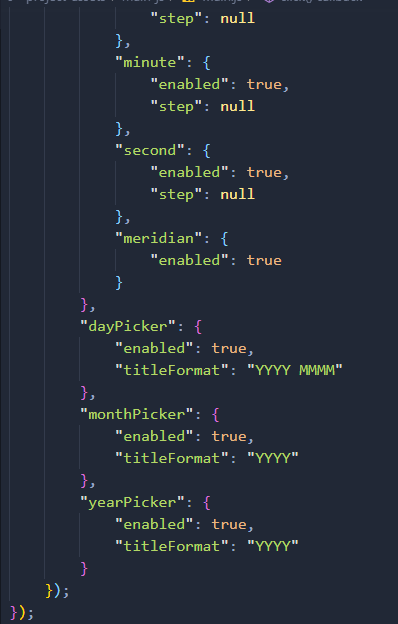 "step": null
},
"minute": {
"enabled": true,
"step": null
},
"second": {
"enabled": true,
"step": null
},
"meridian": {
"enabled": true
}
},
"dayPicker": {
"enabled": true,
"titleFormat": "YYYY MMMM"
},
"monthPicker": {
"enabled": true,
"titleFormat": "YYYY"
},
"yearPicker": {
"enabled": true,
"titleFormat": "YYYY"
}
});
});